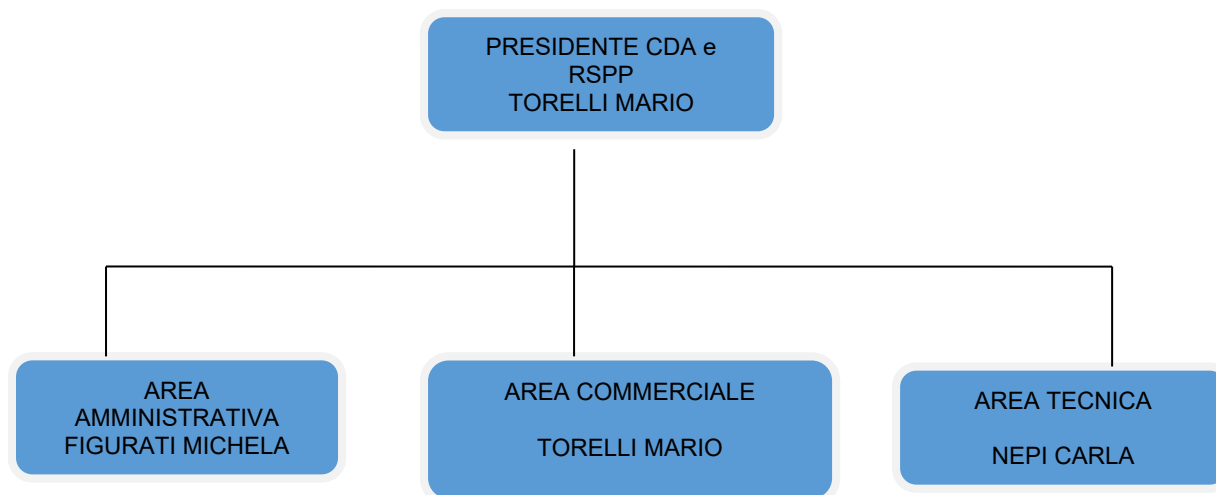 PRESIDENTE CDA e
RSPP
TORELLI MARIO
AREA
AMMINISTRATIVA
FIGURATI MICHELA
AREA COMMERCIALE
TORELLI MARIO
AREA TECNICA
NEPI CARLA